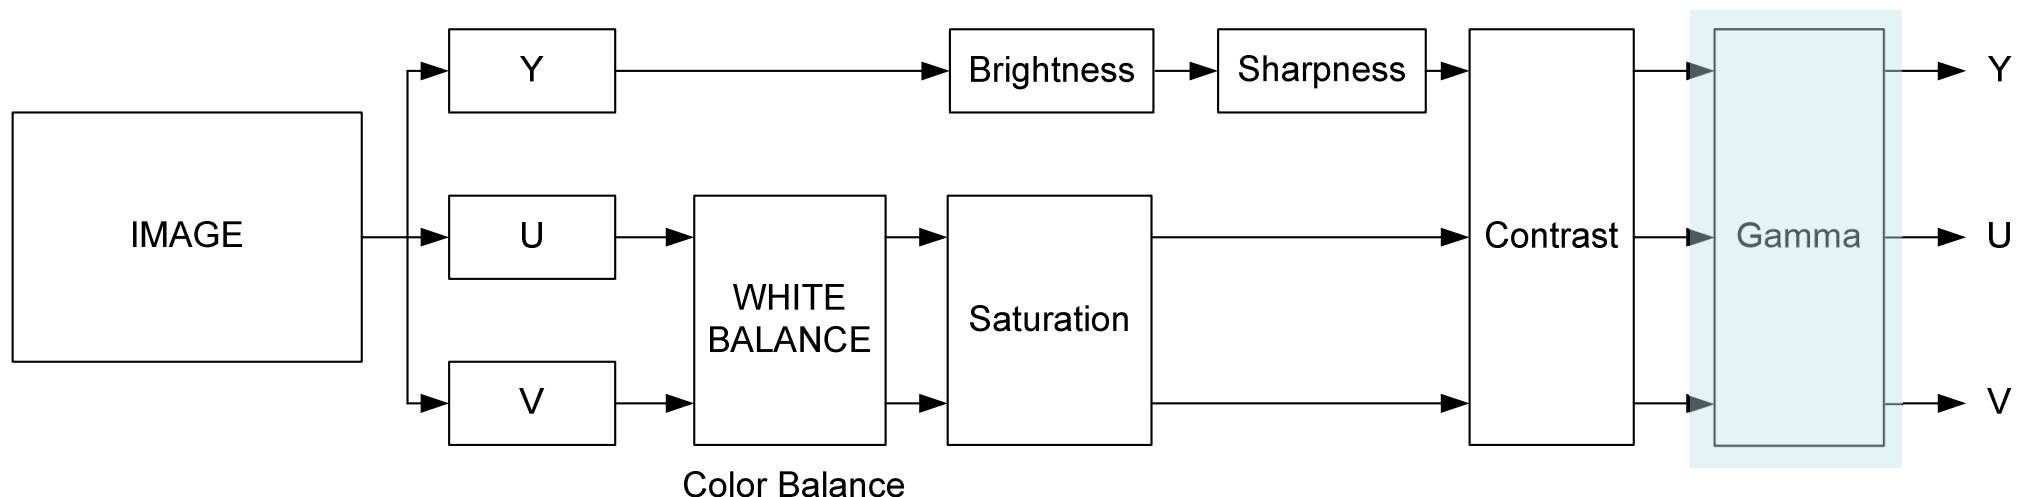 IMAGE
Y
U
V
WHITE
BALANCE
Color Balance
Brightness
Sharpness
Saturation
Contrast
Gamma
Y
U
V